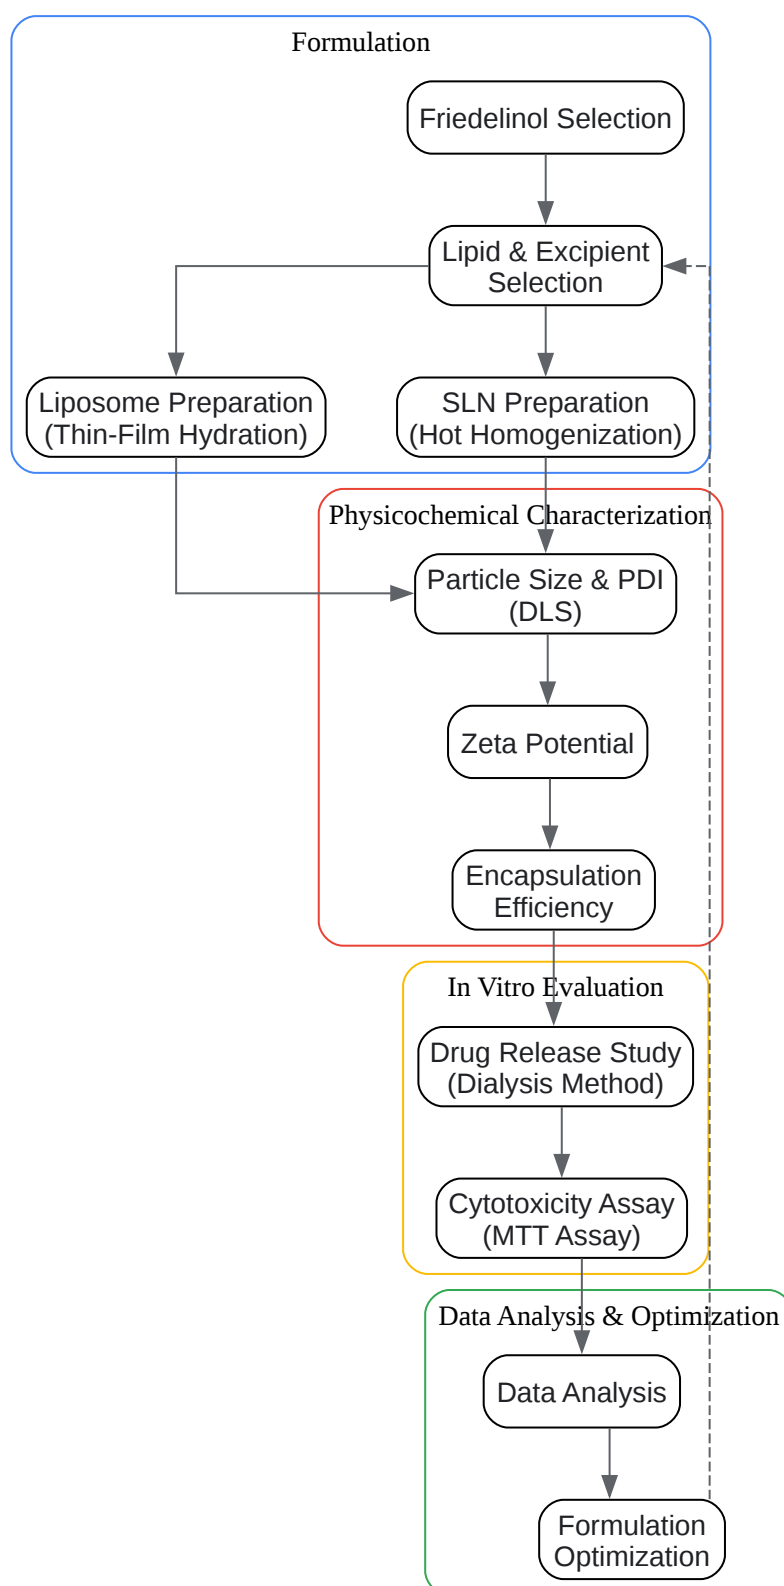 Formulation
Friedelinol Selection
Lipid & Excipient
Selection
Liposome Preparation
(Thin-Film Hydration)
SLN Preparation
(Hot Homogenization)
Physicochemical Characterization
Particle Size & PDI
(DLS)
Zeta Potential
Encapsulation
Efficiency
In Vitro Evaluation
Drug Release Study
(Dialysis Method)
Cytotoxicity Assay
(MTT Assay)
Data Analysis & Optimization
Data Analysis
Formulation
Optimization